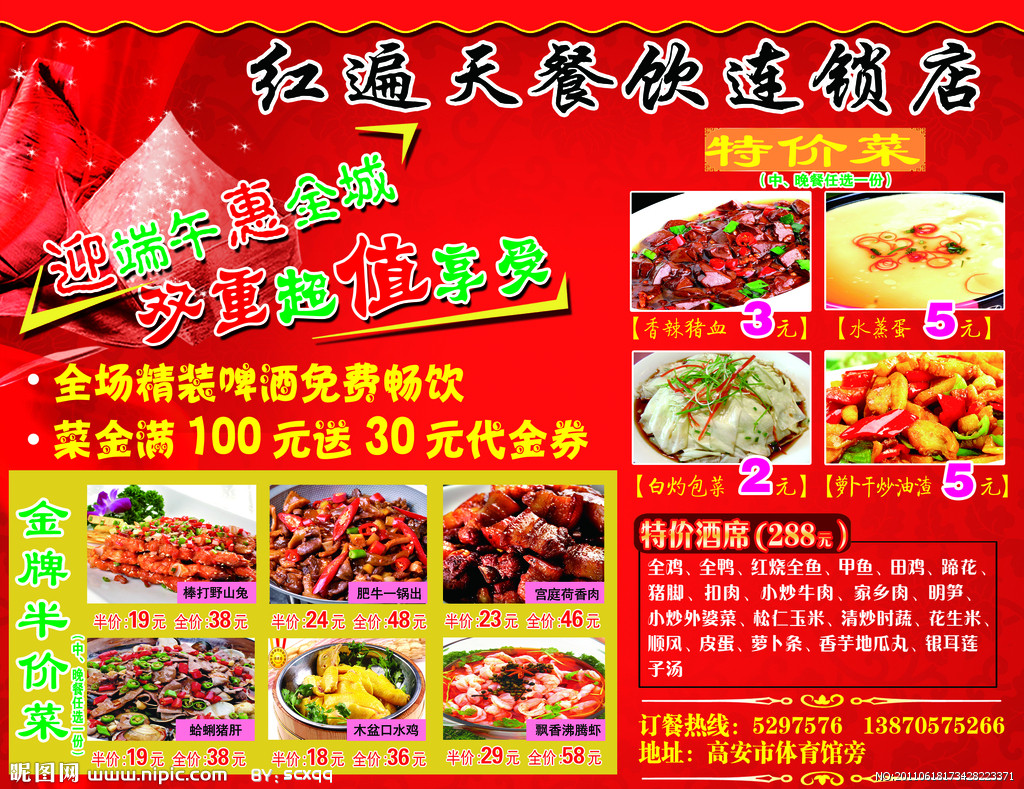 红遍天餐饮连锁店
迎端午惠全城
双重超值享受
• 全场精装啤酒免费畅饮
• 菜金满100元送30元代金券
特价菜
(中、晚餐任选一份)
【香辣猪血 3元】
【水蒸蛋 5元】
【白灼包菜 2元】
【萝卜干炒油渣 5元】
金牌半价菜
(中、晚餐任选一份)
棒打野山兔
半价:19元 全价:38元
肥牛一锅出
半价:24元 全价:48元
宫庭荷香肉
半价:23元 全价:46元
蛤蜊猪肝
半价:19元 全价:38元
木盆口水鸡
半价:18元 全价:36元
飘香沸腾虾
半价:29元 全价:58元
特价酒席(288元)
全鸡、全鸭、红烧全鱼、甲鱼、田鸡、蹄花、
猪脚、扣肉、小炒牛肉、家乡肉、明笋、
小炒外婆菜、松仁玉米、清炒时蔬、花生米、
顺风、皮蛋、萝卜条、香芋地瓜丸、银耳莲
子汤
订餐热线: 5297576 13870575266
地址: 高安市体育馆旁
昵图网 www.nipic.com BY:scxqq
NO:20110618173428223371